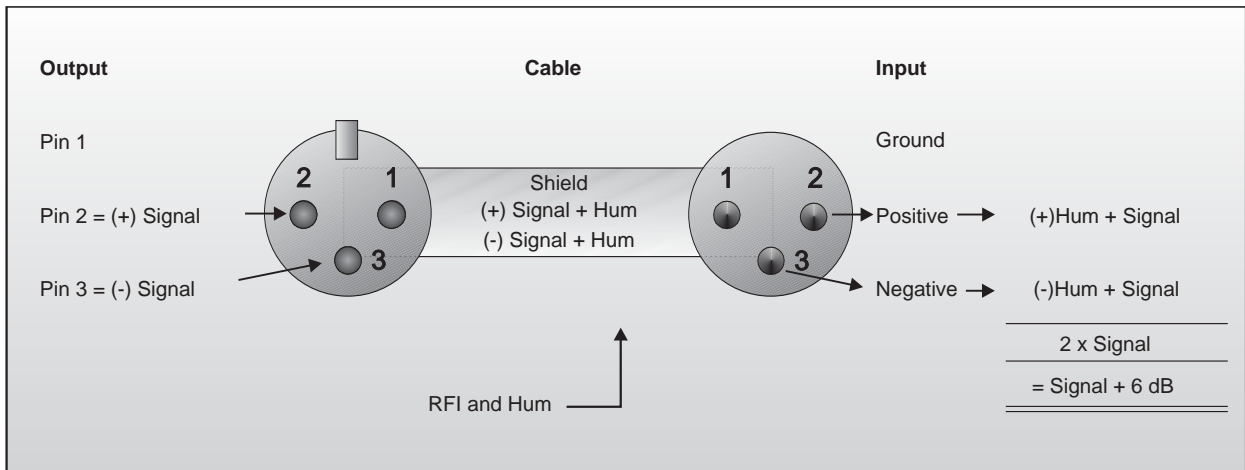 Output
Cable
Input
Pin 1
Ground
2
1
1
2
Shield
Pin 2 = (+) Signal
(+) Signal + Hum
Positive
(+)Hum + Signal
(-) Signal + Hum
3
3
Pin 3 = (-) Signal
Negative
(-)Hum + Signal
2 x Signal
= Signal + 6 dB
RFI and Hum